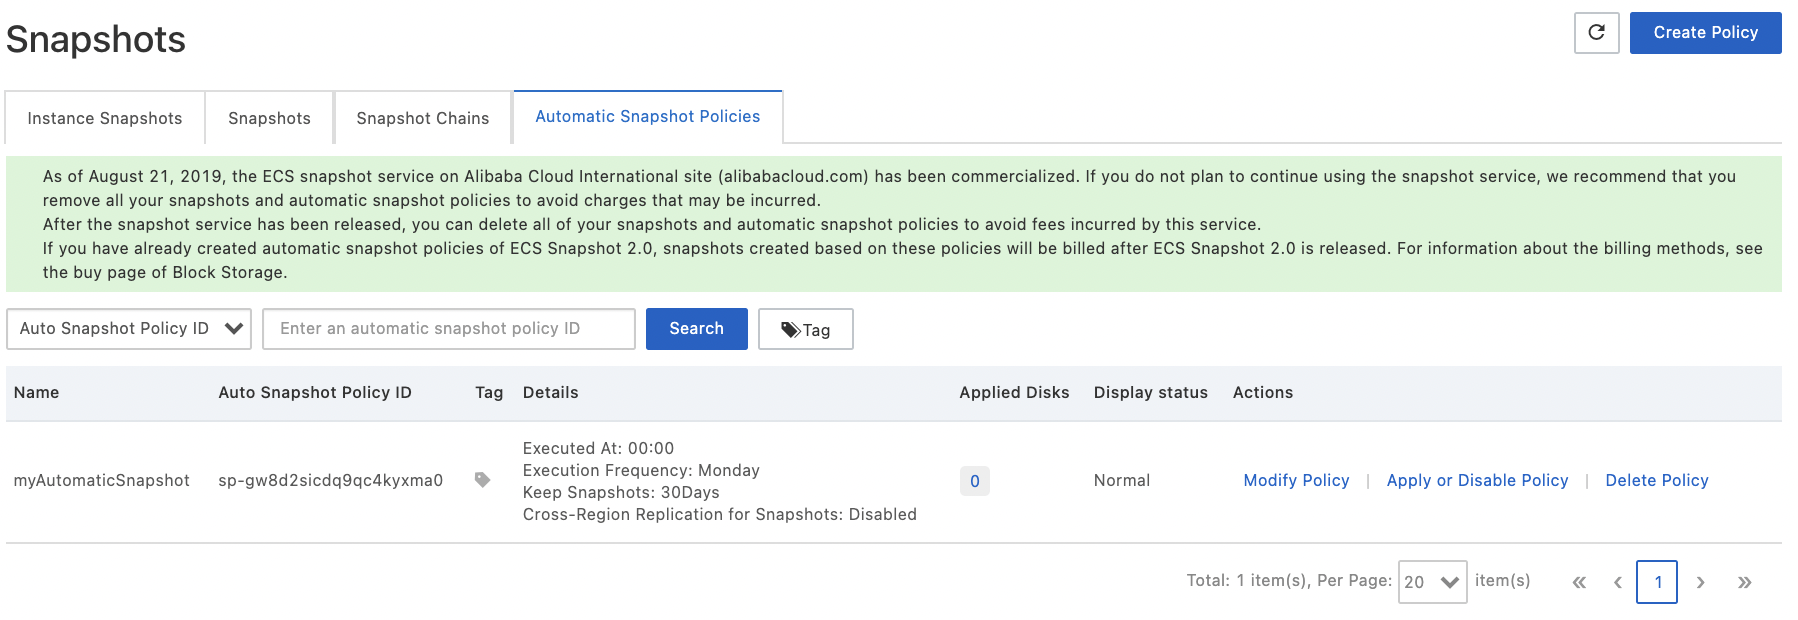 Snapshots
Create Policy
Instance Snapshots
Snapshots
Snapshot Chains
Automatic Snapshot Policies
As of August 21, 2019, the ECS snapshot service on Alibaba Cloud International site (alibabacloud.com) has been commercialized. If you do not plan to continue using the snapshot service, we recommend that you
remove all your snapshots and automatic snapshot policies to avoid charges that may be incurred.
After the snapshot service has been released, you can delete all of your snapshots and automatic snapshot policies to avoid fees incurred by this service.
If you have already created automatic snapshot policies of ECS Snapshot 2.0, snapshots created based on these policies will be billed after ECS Snapshot 2.0 is released. For information about the billing methods, see
the buy page of Block Storage.
Auto Snapshot Policy ID
Enter an automatic snapshot policy ID
Search
Tag
Name Auto Snapshot Policy ID Tag Details Applied Disks Display status Actions
Executed At: 00:00
Execution Frequency: Monday
myAutomaticSnapshot sp-gw8d2sicdq9qc4kyxma0 0 Normal Modify Policy | Apply or Disable Policy | Delete Policy
Keep Snapshots: 30Days
Cross-Region Replication for Snapshots: Disabled
Total: 1 item(s), Per Page: 20 item(s) « ‹ 1 › »